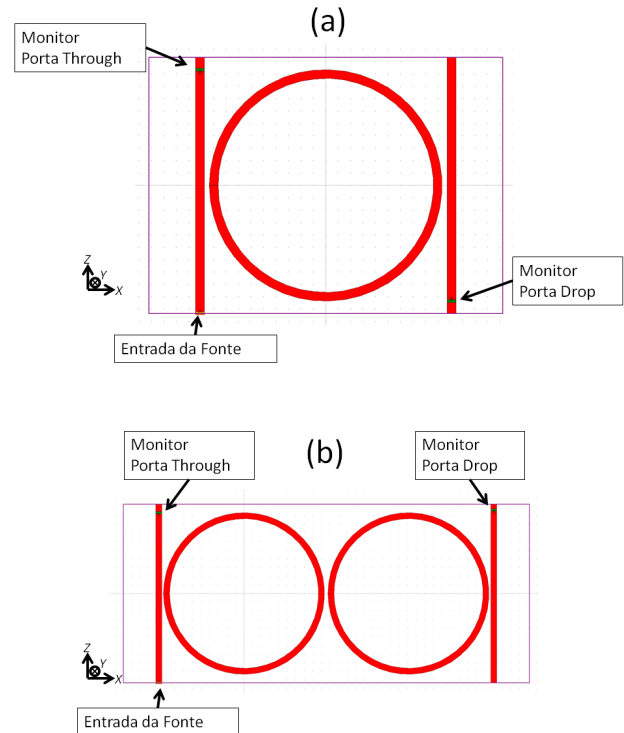 (a)
Monitor
Porta Through
Z
Y
X
Monitor
Porta Drop
Entrada da Fonte
(b)
Monitor
Porta Through
Monitor
Porta Drop
Z
Y
X
Entrada da Fonte